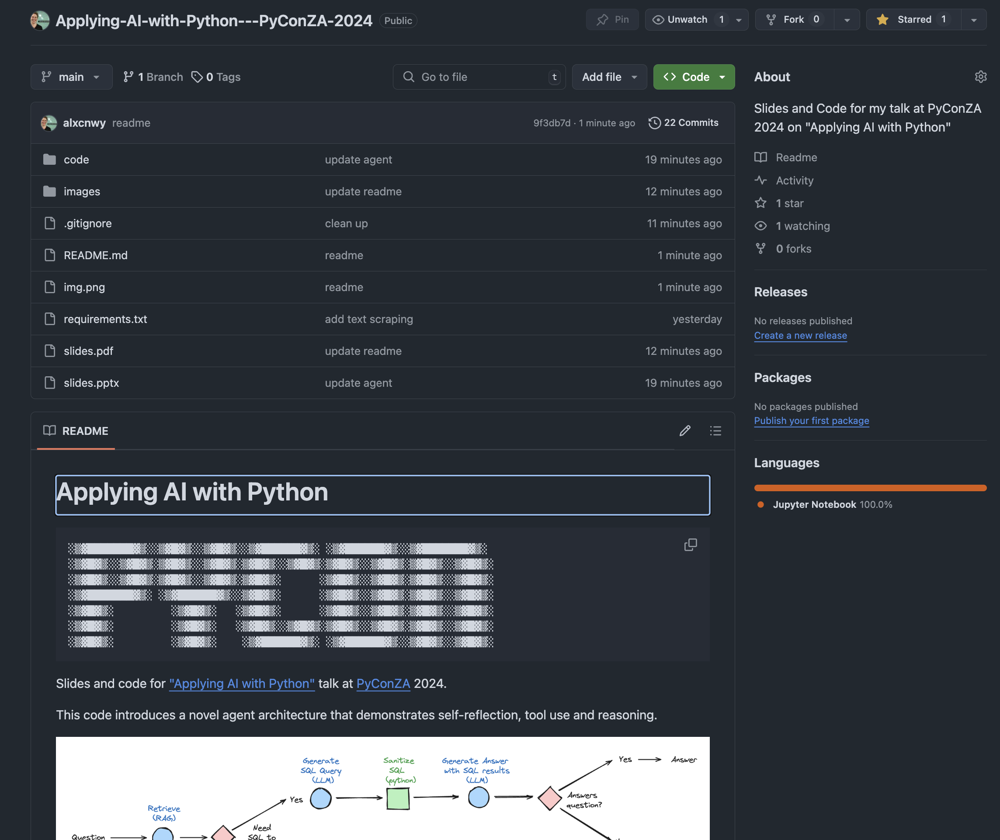 Applying-AI-with-Python---PyConZA-2024 Public
Pin
Unwatch 1
Fork 0
Starred 1
main
1 Branch
0 Tags
Go to file t
Add file
<> Code
alxcnwy readme 9f3db7d · 1 minute ago 22 Commits
code update agent 19 minutes ago
images update readme 12 minutes ago
.gitignore clean up 11 minutes ago
README.md readme 1 minute ago
img.png readme 1 minute ago
requirements.txt add text scraping yesterday
slides.pdf update readme 12 minutes ago
slides.pptx update agent 19 minutes ago
README
Applying AI with Python
Slides and code for "Applying AI with Python" talk at PyConZA 2024.
This code introduces a novel agent architecture that demonstrates self-reflection, tool use and reasoning.
Question
Retrieve
(RAG)
Need
SQL to
Yes
Generate
SQL Query
(LLM)
Sanitize
SQL
(python)
Generate Answer
with SQL results
(LLM)
Answers
question?
Yes
Answer
About
Slides and Code for my talk at PyConZA
2024 on "Applying AI with Python"
Readme
Activity
1 star
1 watching
0 forks
Releases
No releases published
Create a new release
Packages
No packages published
Publish your first package
Languages
Jupyter Notebook 100.0%